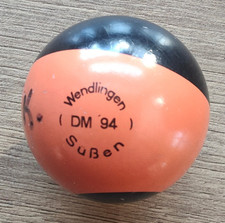 Wendlingen
( DM '94 )
Süßen